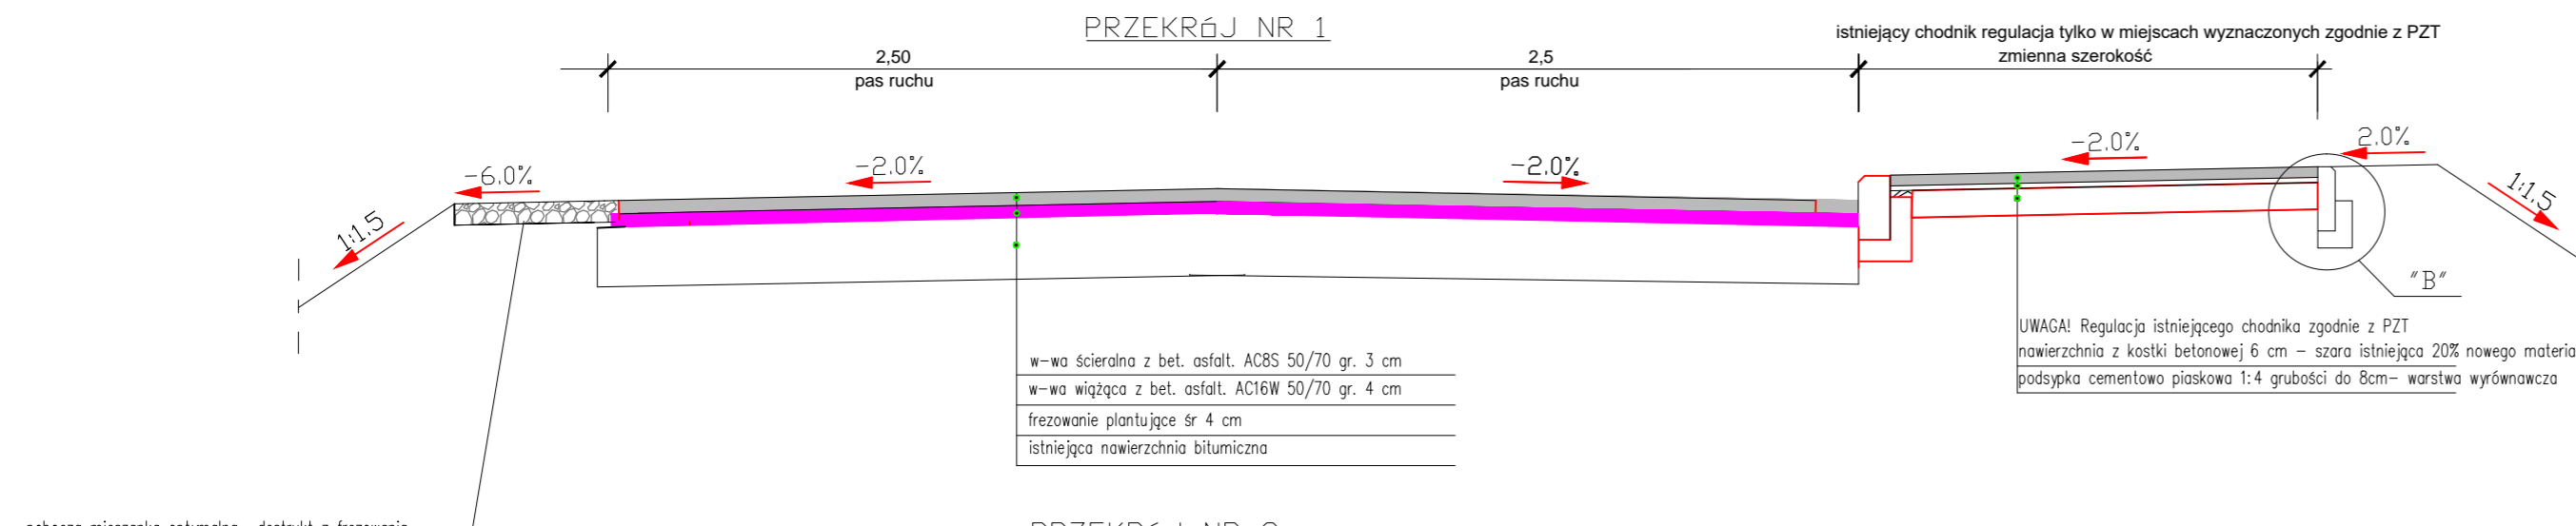 PRZEKRóJ NR 1
istniejący chodnik regulacja tylko w miejscach wyznaczonych zgodnie z PZT
zmienna szerokość
2,50
pas ruchu
2,5
pas ruchu
-6.0%
-2.0%
-2.0%
-2.0%
2.0%
1:1.5
1:1.5
"B"
w-wa ścieralna z bet. asfalt. AC8S 50/70 gr. 3 cm
w-wa wiążąca z bet. asfalt. AC16W 50/70 gr. 4 cm
frezowanie plantujące śr 4 cm
istniejąca nawierzchnia bitumiczna
UWAGA! Regulacja istniejącego chodnika zgodnie z PZT
nawierzchnia z kostki betonowej 6 cm - szara istniejąca 20% nowego materia
podsypka cementowo piaskowa 1:4 grubości do 8cm- warstwa wyrównawcza